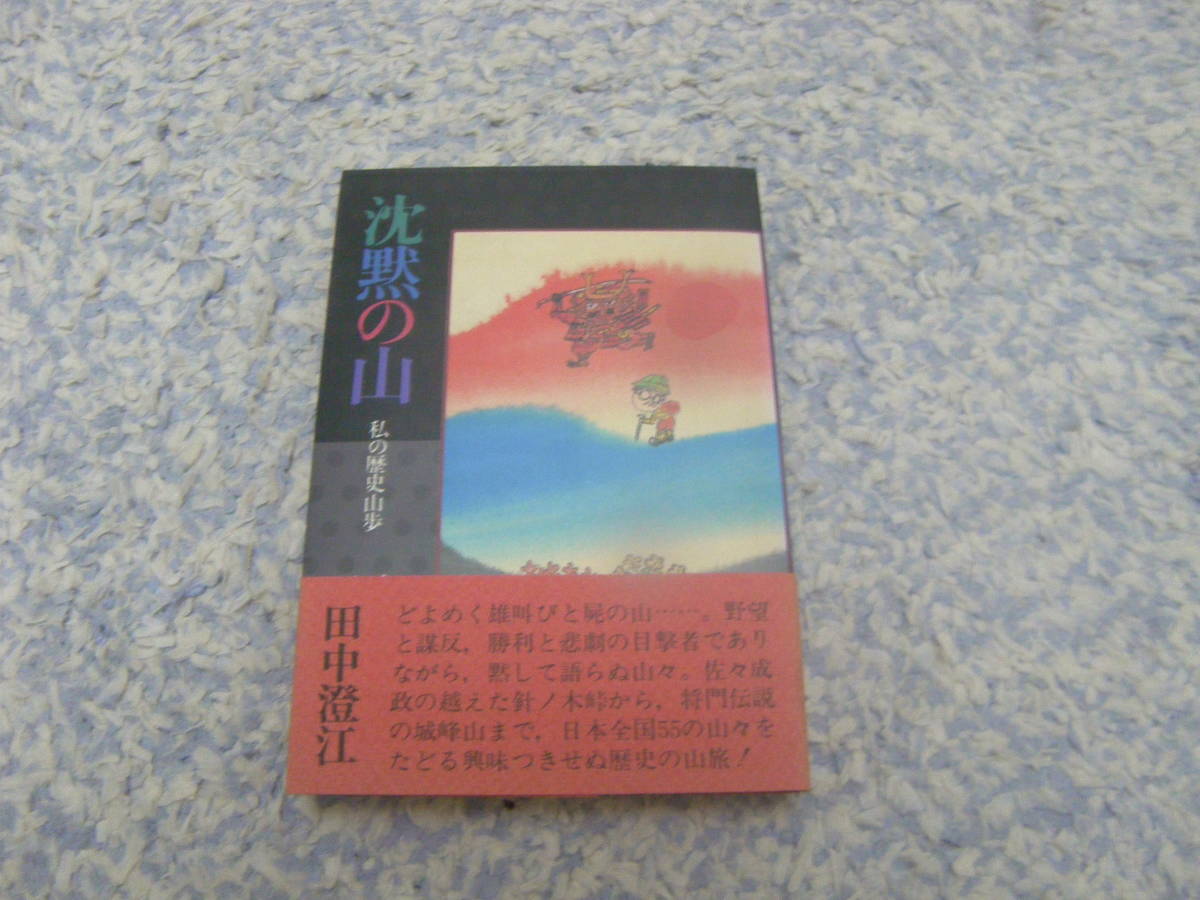 沈黙の山
私の歴史山歩
田中澄江
どよめく雄叫びと屍の山……。野望
と謀反，勝利と悲劇の目撃者であり
ながら，黙して語らぬ山々。佐々成
政の越えた針ノ木峠から，将門伝説
の城峰山まで，日本全国55の山々を
たどる興味つきせぬ歴史の山旅！